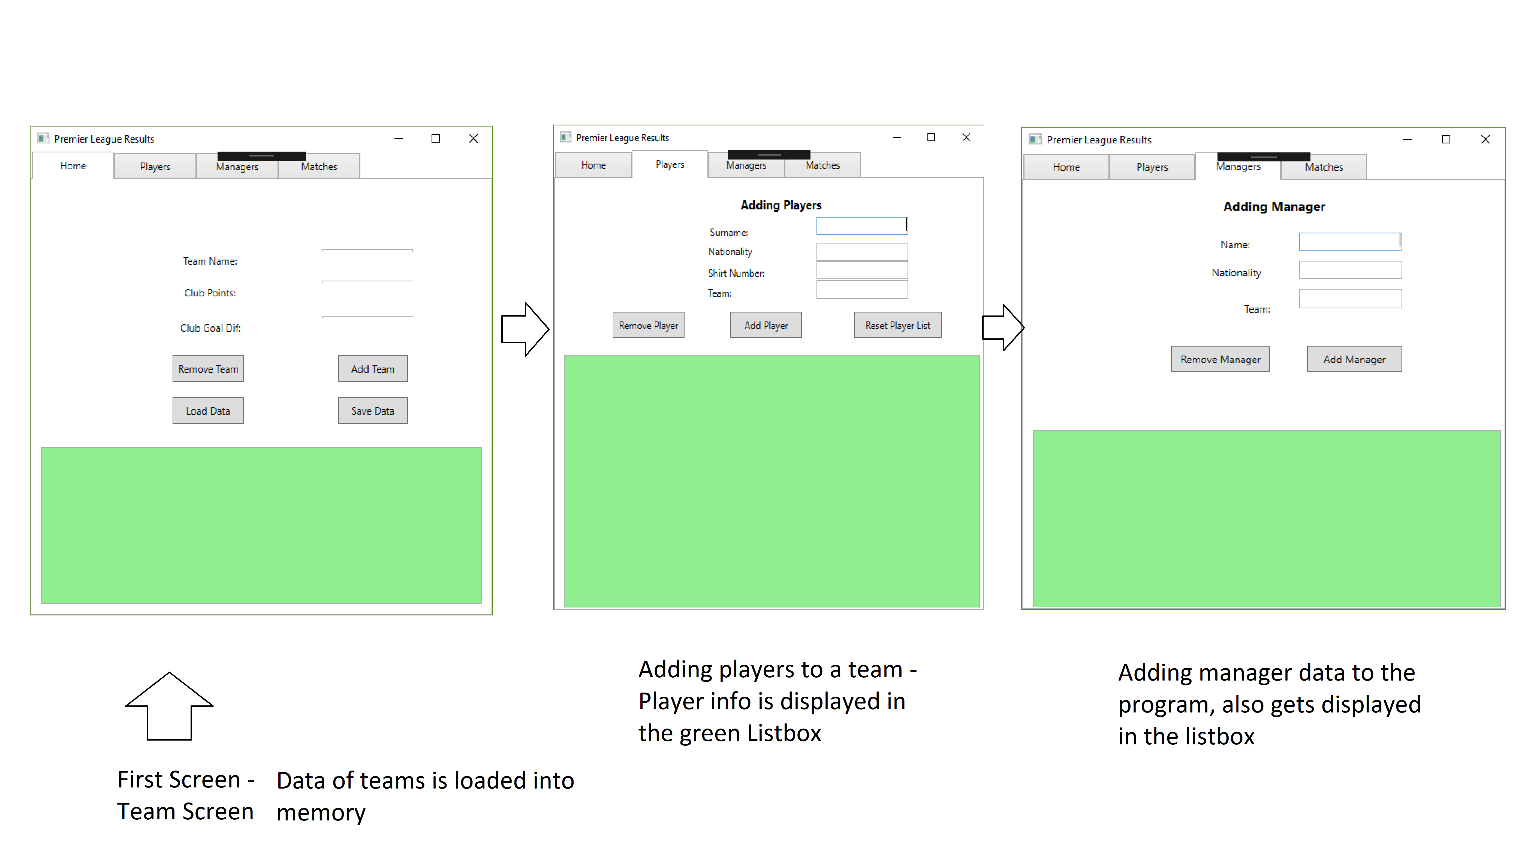 Premier League Results
Home Players Managers Matches
Team Name:
Club Points:
Club Goal Dif:
Remove Team Add Team
Load Data Save Data
Premier League Results
Home Players Managers Matches
Adding Players
Surname:
Nationality
Shirt Number:
Team:
Remove Player Add Player Reset Player List
Premier League Results
Home Players Managers Matches
Adding Manager
Name:
Nationality
Team:
Remove Manager Add Manager
First Screen -
Team Screen
Data of teams is loaded into
memory
Adding players to a team -
Player info is displayed in
the green Listbox
Adding manager data to the
program, also gets displayed
in the listbox